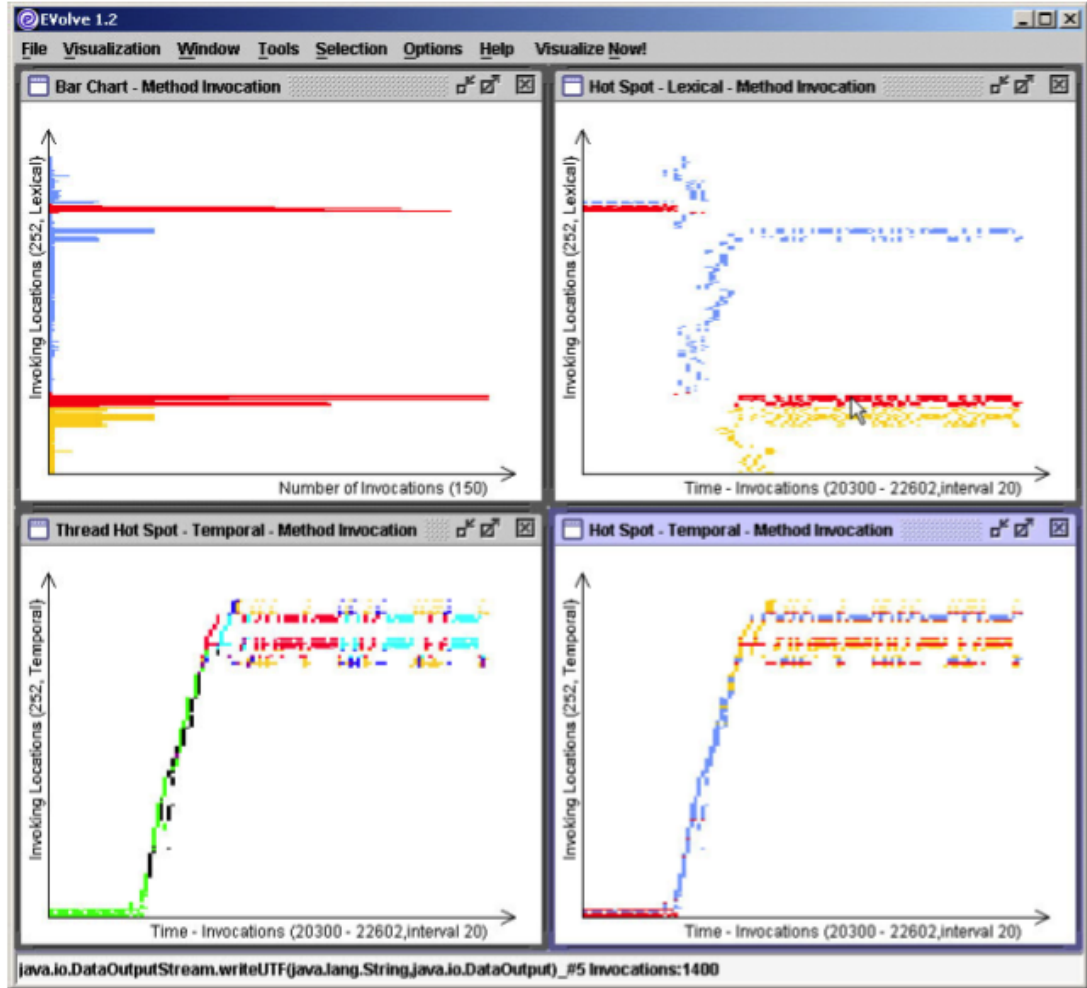 EVolve 1.2
File Visualization Window Tools Selection Options Help Visualize Now!
Bar Chart - Method Invocation
Invoking Locations (252, Lexical)
Number of Invocations (150)
Hot Spot - Lexical - Method Invocation
Invoking Locations (252, Lexical)
Time - Invocations (20300 - 22602,interval 20)
Thread Hot Spot - Temporal - Method Invocation
Invoking Locations (252, Temporal)
Time - Invocations (20300 - 22602,interval 20)
Hot Spot - Temporal - Method Invocation
Invoking Locations (252, Temporal)
Time - Invocations (20300 - 22602,interval 20)
java.io.DataOutputStream.writeUTF(java.lang.String,java.io.DataOutput)_#5 Invocations:1400